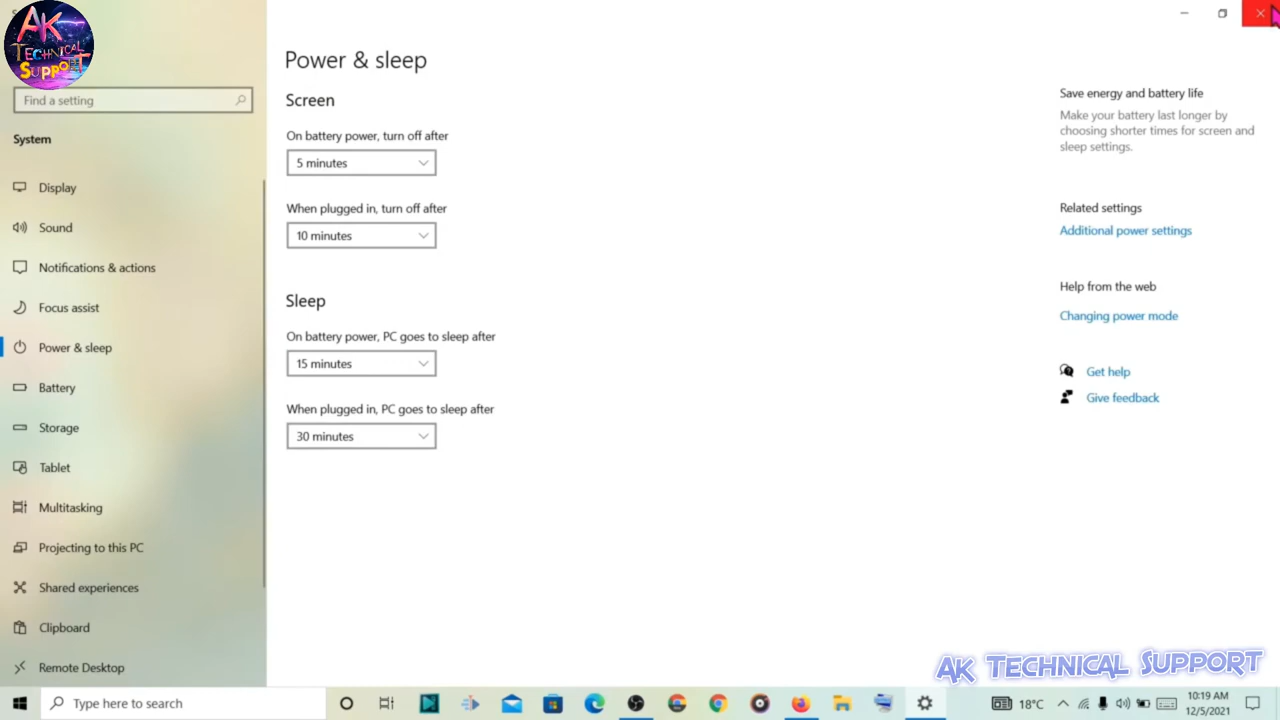 AK
TECHNICAL
SUPPORT
Find a setting
System
Display
Sound
Notifications & actions
Focus assist
Power & sleep
Battery
Storage
Tablet
Multitasking
Projecting to this PC
Shared experiences
Clipboard
Remote Desktop
Power & sleep
Screen
On battery power, turn off after
5 minutes
When plugged in, turn off after
10 minutes
Sleep
On battery power, PC goes to sleep after
15 minutes
When plugged in, PC goes to sleep after
30 minutes
Save energy and battery life
Make your battery last longer by
choosing shorter times for screen and
sleep settings.
Related settings
Additional power settings
Help from the web
Changing power mode
Get help
Give feedback
AK TECHNICAL SUPPORT
Type here to search
18°C
10:19 AM
12/5/2021